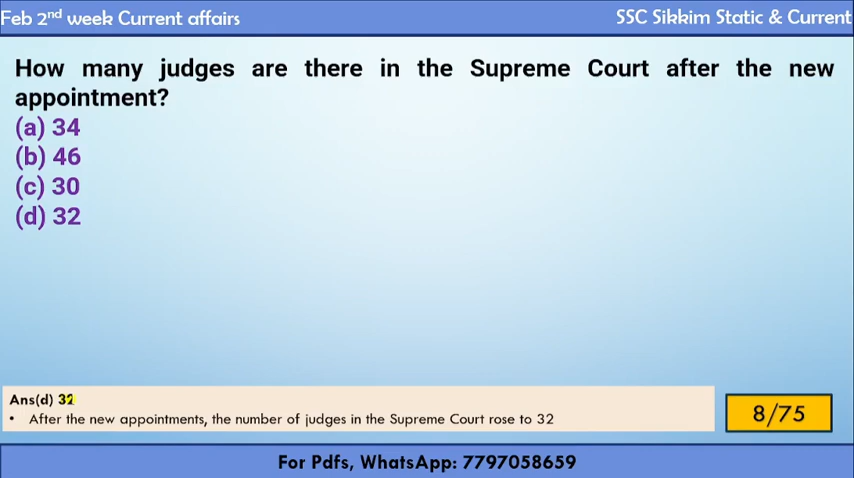 Feb 2nd week Current affairs
SSC Sikkim Static & Current
How many judges are there in the Supreme Court after the new
appointment?
(a) 34
(b) 46
(c) 30
(d) 32
Ans(d) 32
• After the new appointments, the number of judges in the Supreme Court rose to 32
8/75
For Pdfs, WhatsApp: 7797058659